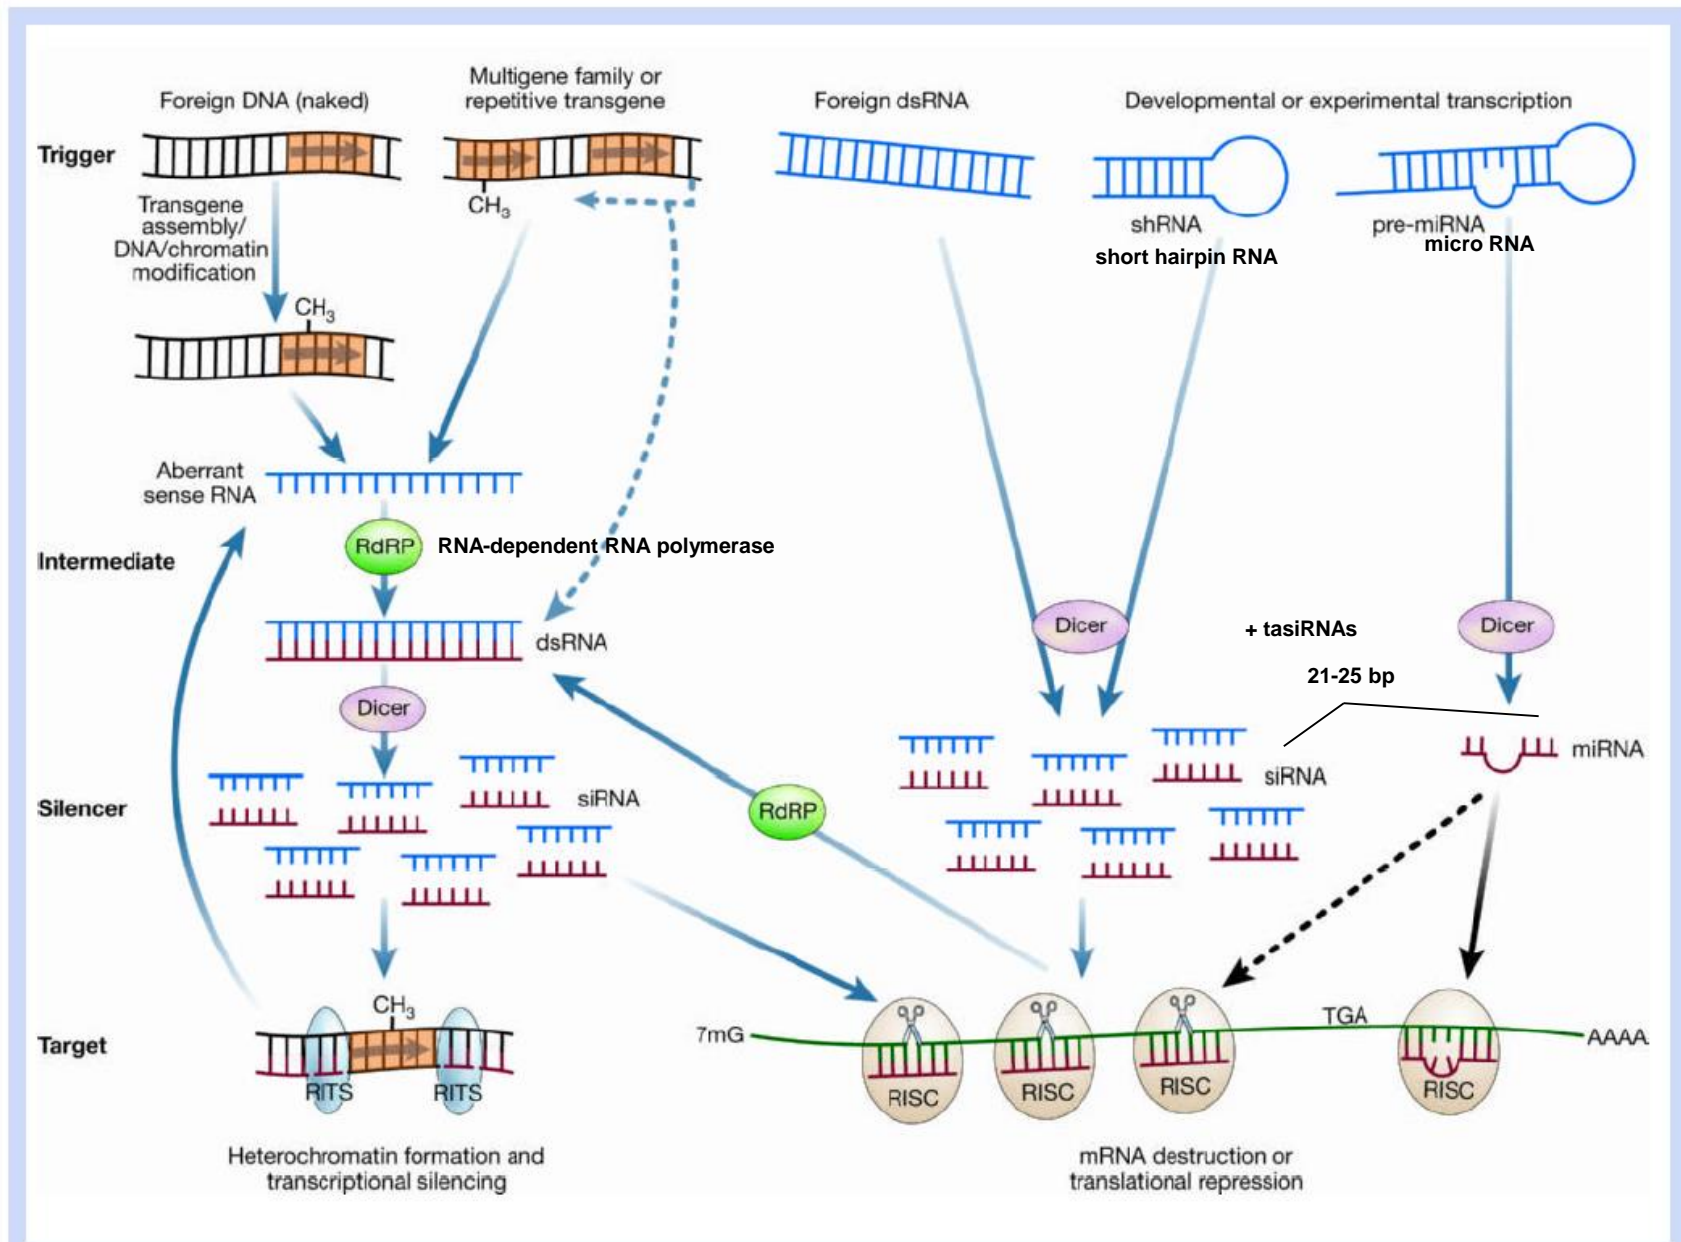 Multigene family or
repetitive transgene
Foreign DNA (naked)
Foreign dsRNA
Developmental or experimental transcription
Trigger
CH3
Transgene
assembly/
DNA/chromatin
modification
shRNA
short hairpin RNA
pre-miRNA
micro RNA
CH3
Aberrant
sense RNA
RdRP
RNA-dependent RNA polymerase
Intermediate
dsRNA
Dicer
Dicer
+ tasiRNAs
Dicer
21-25 bp
siRNA
miRNA
Silencer
siRNA
RdRP
CH3
Target
RITS
RITS
7mG
TGA
AAAA
RISC
RISC
RISC
RISC
Heterochromatin formation and
transcriptional silencing
mRNA destruction or
translational repression